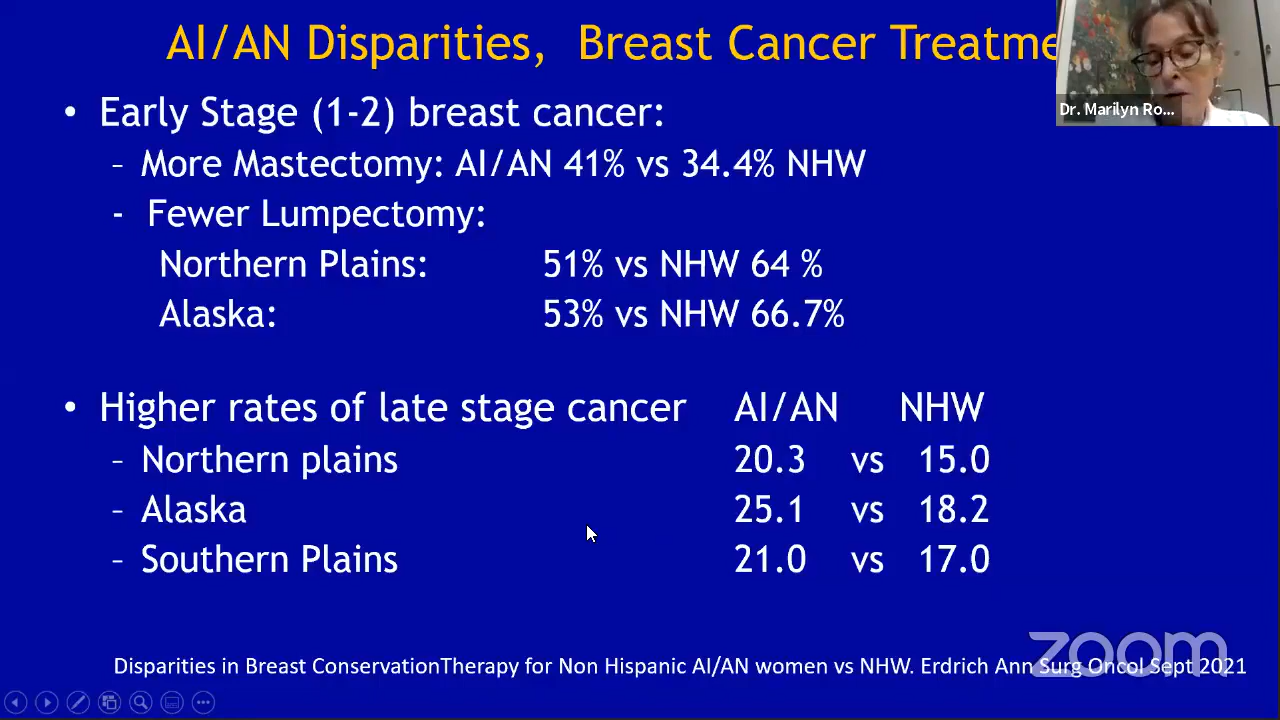 AI/AN Disparities, Breast Cancer Treatme
Dr. Marilyn Ro...
• Early Stage (1-2) breast cancer:
– More Mastectomy: AI/AN 41% vs 34.4% NHW
- Fewer Lumpectomy:
Northern Plains: 51% vs NHW 64 %
Alaska: 53% vs NHW 66.7%
• Higher rates of late stage cancer AI/AN NHW
– Northern plains 20.3 vs 15.0
– Alaska 25.1 vs 18.2
– Southern Plains 21.0 vs 17.0
zoom
Disparities in Breast ConservationTherapy for Non Hispanic AI/AN women vs NHW. Erdrich Ann Surg Oncol Sept 2021